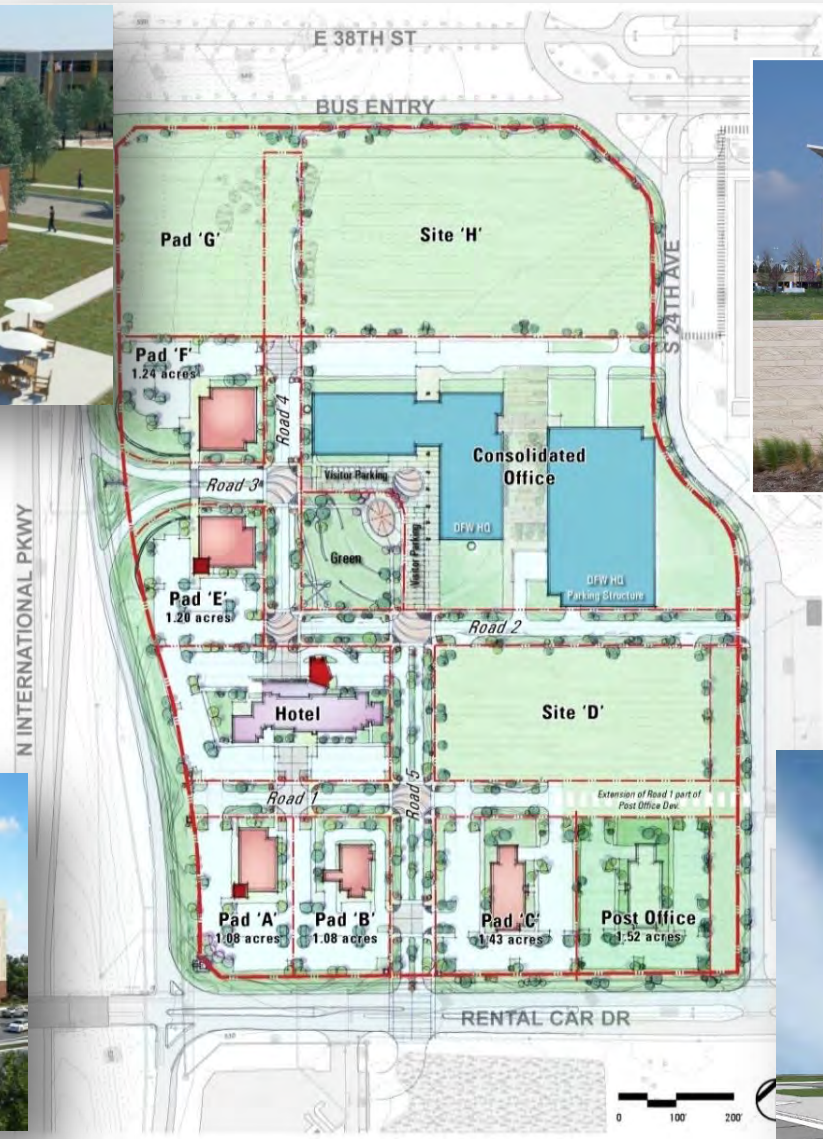 E 38TH ST
BUS ENTRY
Pad 'G'
Site 'H'
S 24TH AVE
Pad 'F'
1.24 acres
Road 4
Consolidated
Office
Visitor Parking
Road 3
Visitor Parking
DFW HQ
Green
DFW HQ
Parking Structure
N INTERNATIONAL PKWY
Pad 'E'
1.20 acres
Road 2
Hotel
Site 'D'
Road 5
Road 1
Extension of Road 1 part of
Post Office Dev.
Pad 'A'
1.08 acres
Pad 'B'
1.08 acres
Pad 'C'
1.43 acres
Post Office
1.52 acres
RENTAL CAR DR
0 100' 200'